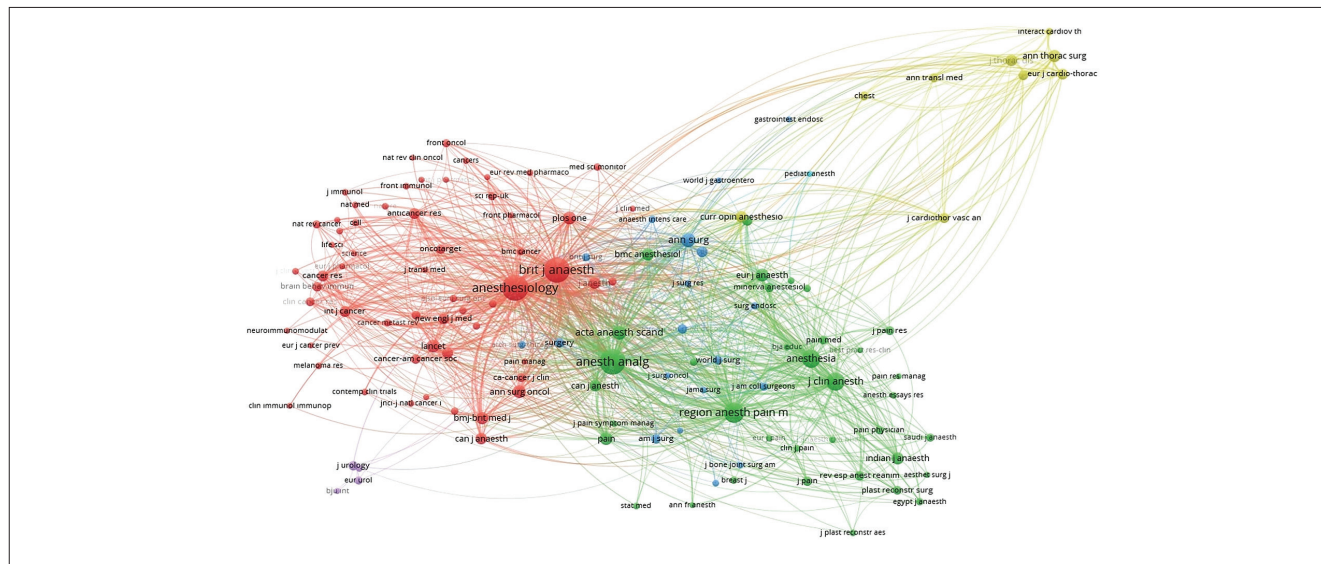 interact cardiov th
ann thorac surg
eur j cardio-thorac
ann transl med
chest
gastrointest endosc
front oncol
nat rev clin oncol
cancers
eur rev med pharmaco
med sci monitor
world j gastroentero
pediatr anesth
j immunol
front immunol
sci rep-uk
nat med
j clin med
anticancer res
front pharmacol
plos one
anaesth intens care
curr opin anesthesio
j cardiothor vasc an
nat rev cancer
cell
ann surg
life sci
science
oncotarget
bmc cancer
bmc anesthesiol
j transl med
brit j anaesth
cancer res
eur j anaesth
j surg res
minerva anestesiol
brain behav immun
anesthesiology
int j cancer
surg endosc
cancer metast rev
new engl j med
neuroimmunomodulat
acta anaesth scand
j pain res
eur j cancer prev
lancet
surgery
bja educ
pain med
best pract res-clin
cancer-am cancer soc
pain manag
anesth analg
world j surg
anesthesia
melanoma res
ca-cancer j clin
j surg oncol
j clin anesth
pain res manag
contemp clin trials
ann surg oncol
can j anesth
jama surg
j am coll surgeons
anesth essays res
clin immunol immunop
jnci-j natl cancer i
bmj-brit med j
region anesth pain m
j pain symptom manag
pain physician
can j anaesth
pain
am j surg
eur j pain
saudi j anaesth
clin j pain
indian j anaesth
j urology
j bone joint surg am
eur urol
breast j
j pain
rev esp anest reanim
aesthet surg j
bju int
plast reconstr surg
stat med
ann fr anesth
egypt j anaesth
j plast reconstr aes